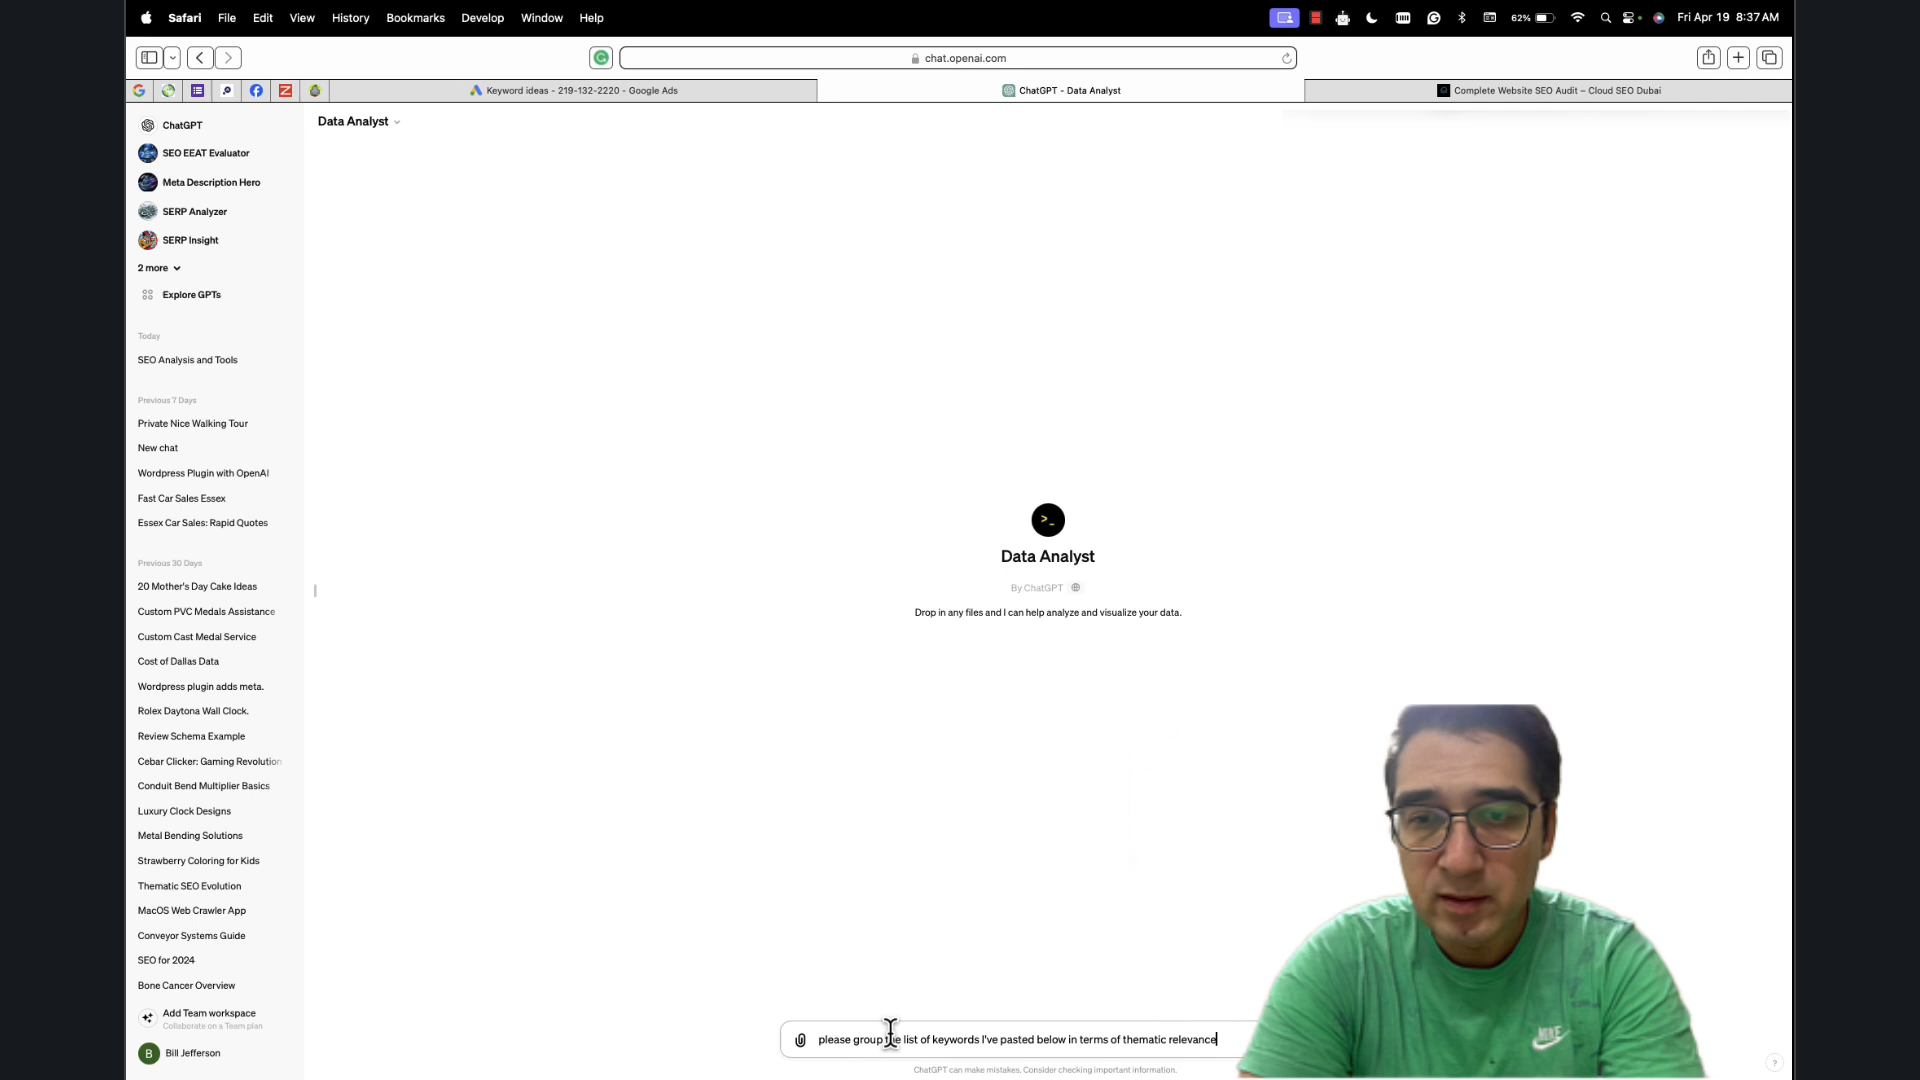 Safari File Edit View History Bookmarks Develop Window Help 62% Fri Apr 19 8:37 AM
chat.openai.com
Keyword ideas - 219-132-2220 - Google Ads
ChatGPT - Data Analyst
Complete Website SEO Audit – Cloud SEO Dubai
ChatGPT
SEO EEAT Evaluator
Meta Description Hero
SERP Analyzer
SERP Insight
2 more
Explore GPTs
Today
SEO Analysis and Tools
Previous 7 Days
Private Nice Walking Tour
New chat
Wordpress Plugin with OpenAI
Fast Car Sales Essex
Essex Car Sales: Rapid Quotes
Previous 30 Days
20 Mother's Day Cake Ideas
Custom PVC Medals Assistance
Custom Cast Medal Service
Cost of Dallas Data
Wordpress plugin adds meta.
Rolex Daytona Wall Clock.
Review Schema Example
Cebar Clicker: Gaming Revolution
Conduit Bend Multiplier Basics
Luxury Clock Designs
Metal Bending Solutions
Strawberry Coloring for Kids
Thematic SEO Evolution
MacOS Web Crawler App
Conveyor Systems Guide
SEO for 2024
Bone Cancer Overview
Add Team workspace
Collaborate on a Team plan
B Bill Jefferson
Data Analyst
>_
Data Analyst
By ChatGPT
Drop in any files and I can help analyze and visualize your data.
please group the list of keywords I've pasted below in terms of thematic relevance
ChatGPT can make mistakes. Consider checking important information.
NIKE
?